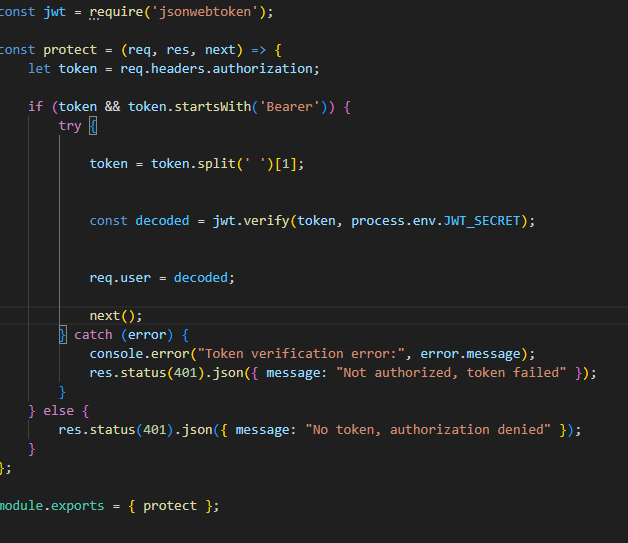 const jwt = require('jsonwebtoken');
const protect = (req, res, next) => {
let token = req.headers.authorization;
if (token && token.startsWith('Bearer')) {
try {
token = token.split(' ')[1];
const decoded = jwt.verify(token, process.env.JWT_SECRET);
req.user = decoded;
next();
} catch (error) {
console.error("Token verification error:", error.message);
res.status(401).json({ message: "Not authorized, token failed" });
}
} else {
res.status(401).json({ message: "No token, authorization denied" });
}
};
module.exports = { protect };